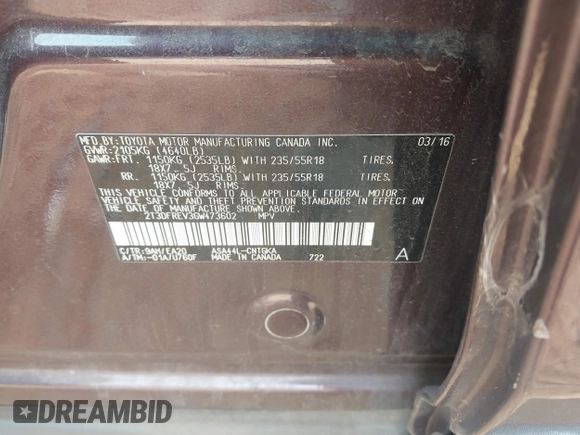 MFD.BY:TOYOTA MOTOR MANUFACTURING CANADA INC. 03/16
GVWR:2105KG (4640LB)
GAWR:FRT. 1150KG (2535LB) WITH 235/55R18 TIRES.
18X7.5J RIMS.
RR. 1150KG (2535LB) WITH 235/55R18 TIRES.
18X7.5J RIMS.
THIS VEHICLE CONFORMS TO ALL APPLICABLE FEDERAL MOTOR
VEHICLE SAFETY AND THEFT PREVENTION STANDARDS IN
EFFECT ON THE DATE OF MANUFACTURE SHOWN ABOVE.
2T3DFREV3GW473602 MPV
C/TR:9AH/EA20 ASA44L-CNTGKA
A/TM:-01A/U760F MADE IN CANADA 722 A
DREAMBID